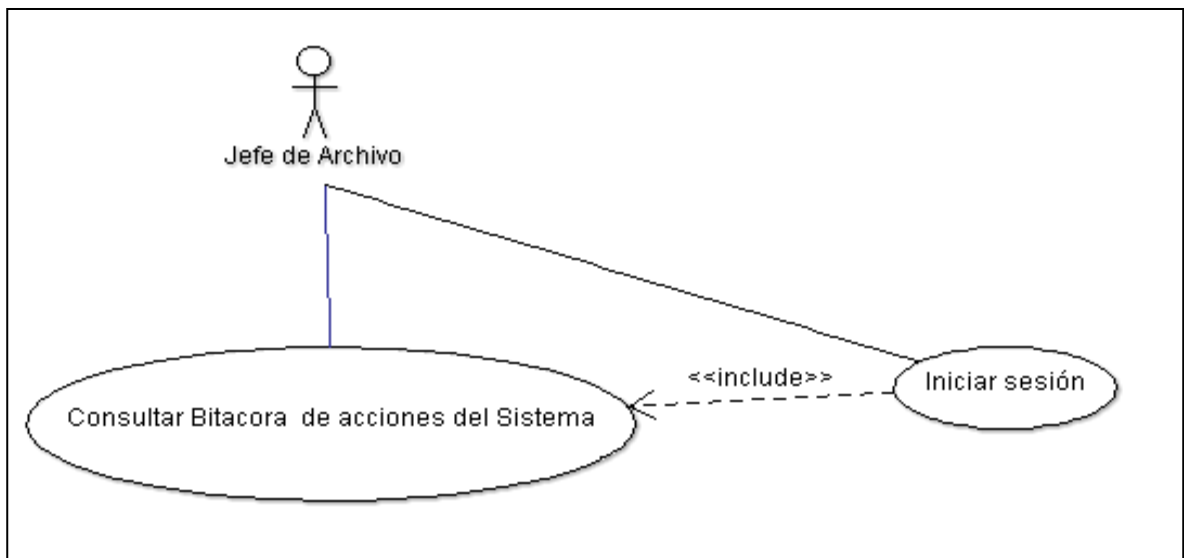 Jefe de Archivo
<<include>>
Iniciar sesión
Consultar Bitacora de acciones del Sistema